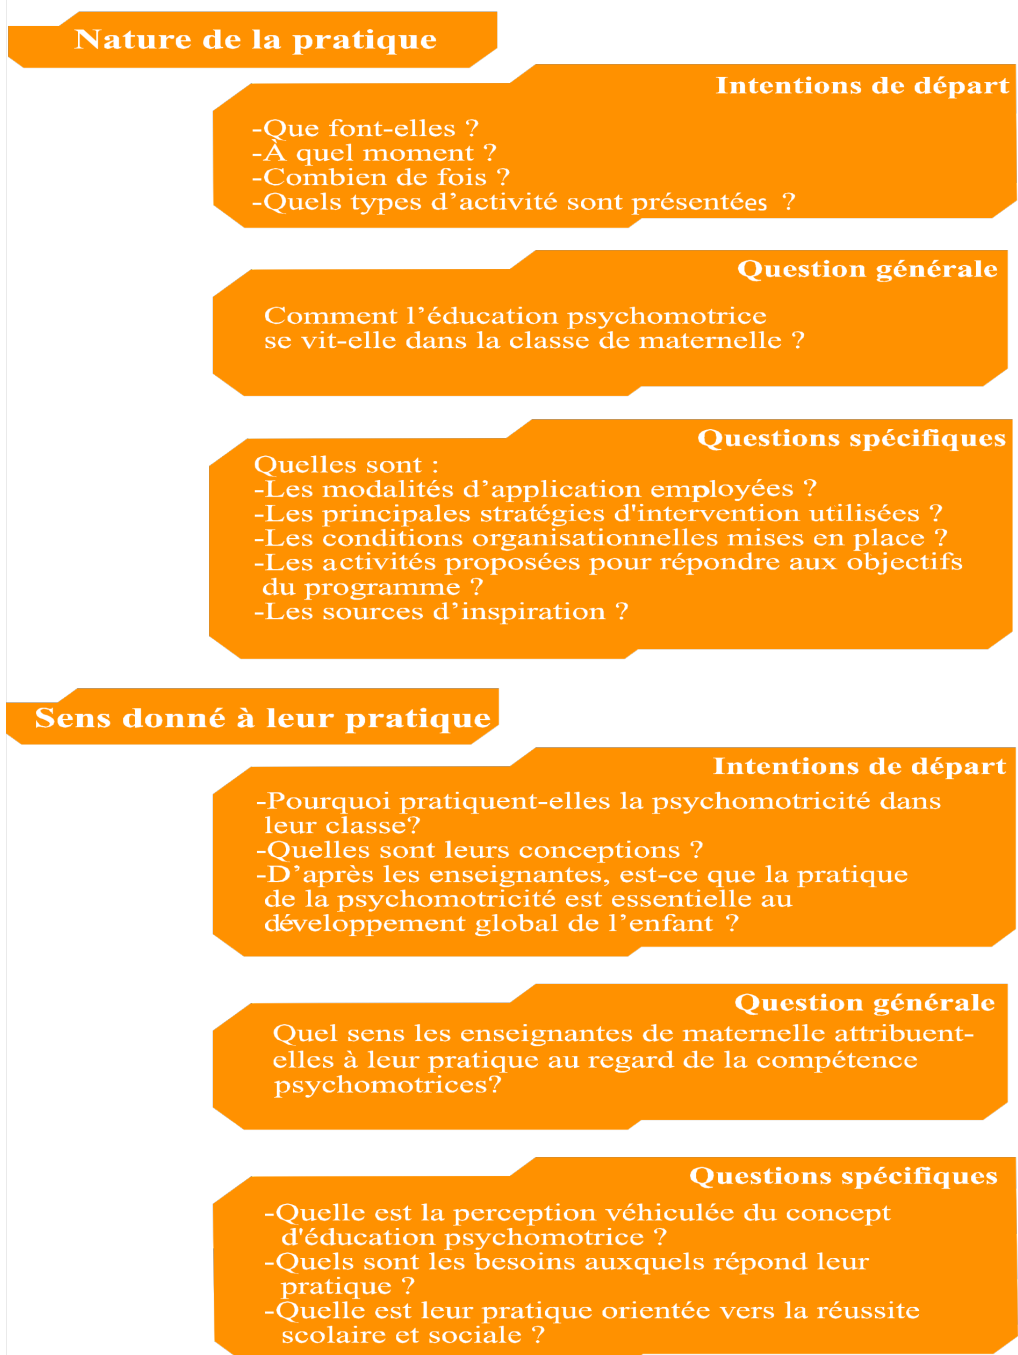 Nature de la pratique
Intentions de départ
-Que font-elles ?
-À quel moment ?
-Combien de fois ?
-Quels types d’activité sont présentées ?
Question générale
Comment l’éducation psychomotrice
se vit-elle dans la classe de maternelle ?
Questions spécifiques
Quelles sont :
-Les modalités d’application employées ?
-Les principales stratégies d'intervention utilisées ?
-Les conditions organisationnelles mises en place ?
-Les activités proposées pour répondre aux objectifs
du programme ?
-Les sources d’inspiration ?
Sens donné à leur pratique
Intentions de départ
-Pourquoi pratiquent-elles la psychomotricité dans
leur classe?
-Quelles sont leurs conceptions ?
-D’après les enseignantes, est-ce que la pratique
de la psychomotricité est essentielle au
développement global de l’enfant ?
Question générale
Quel sens les enseignantes de maternelle attribuent-
elles à leur pratique au regard de la compétence
psychomotrices?
Questions spécifiques
-Quelle est la perception véhiculée du concept
d'éducation psychomotrice ?
-Quels sont les besoins auxquels répond leur
pratique ?
-Quelle est leur pratique orientée vers la réussite
scolaire et sociale ?